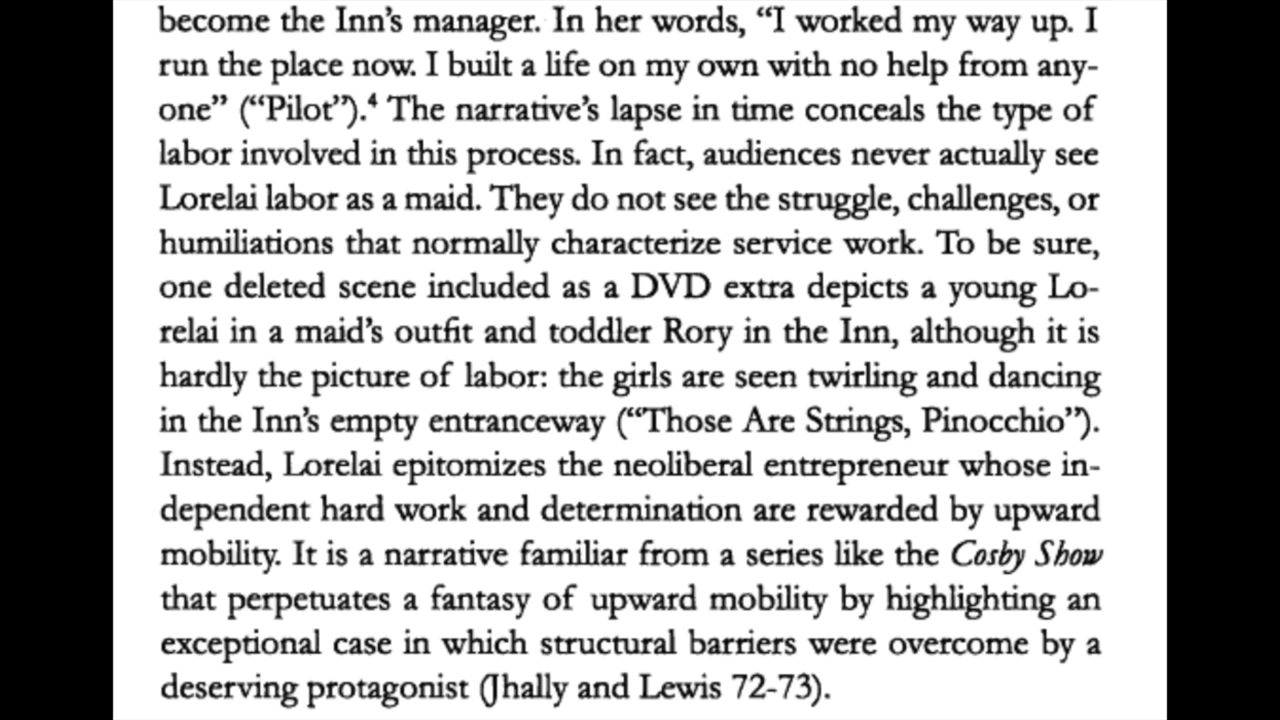 become the Inn’s manager. In her words, “I worked my way up. I
run the place now. I built a life on my own with no help from any-
one” (“Pilot”).⁴ The narrative’s lapse in time conceals the type of
labor involved in this process. In fact, audiences never actually see
Lorelai labor as a maid. They do not see the struggle, challenges, or
humiliations that normally characterize service work. To be sure,
one deleted scene included as a DVD extra depicts a young Lo-
relai in a maid’s outfit and toddler Rory in the Inn, although it is
hardly the picture of labor: the girls are seen twirling and dancing
in the Inn’s empty entranceway (“Those Are Strings, Pinocchio”).
Instead, Lorelai epitomizes the neoliberal entrepreneur whose in-
dependent hard work and determination are rewarded by upward
mobility. It is a narrative familiar from a series like the Cosby Show
that perpetuates a fantasy of upward mobility by highlighting an
exceptional case in which structural barriers were overcome by a
deserving protagonist (Jhally and Lewis 72-73).